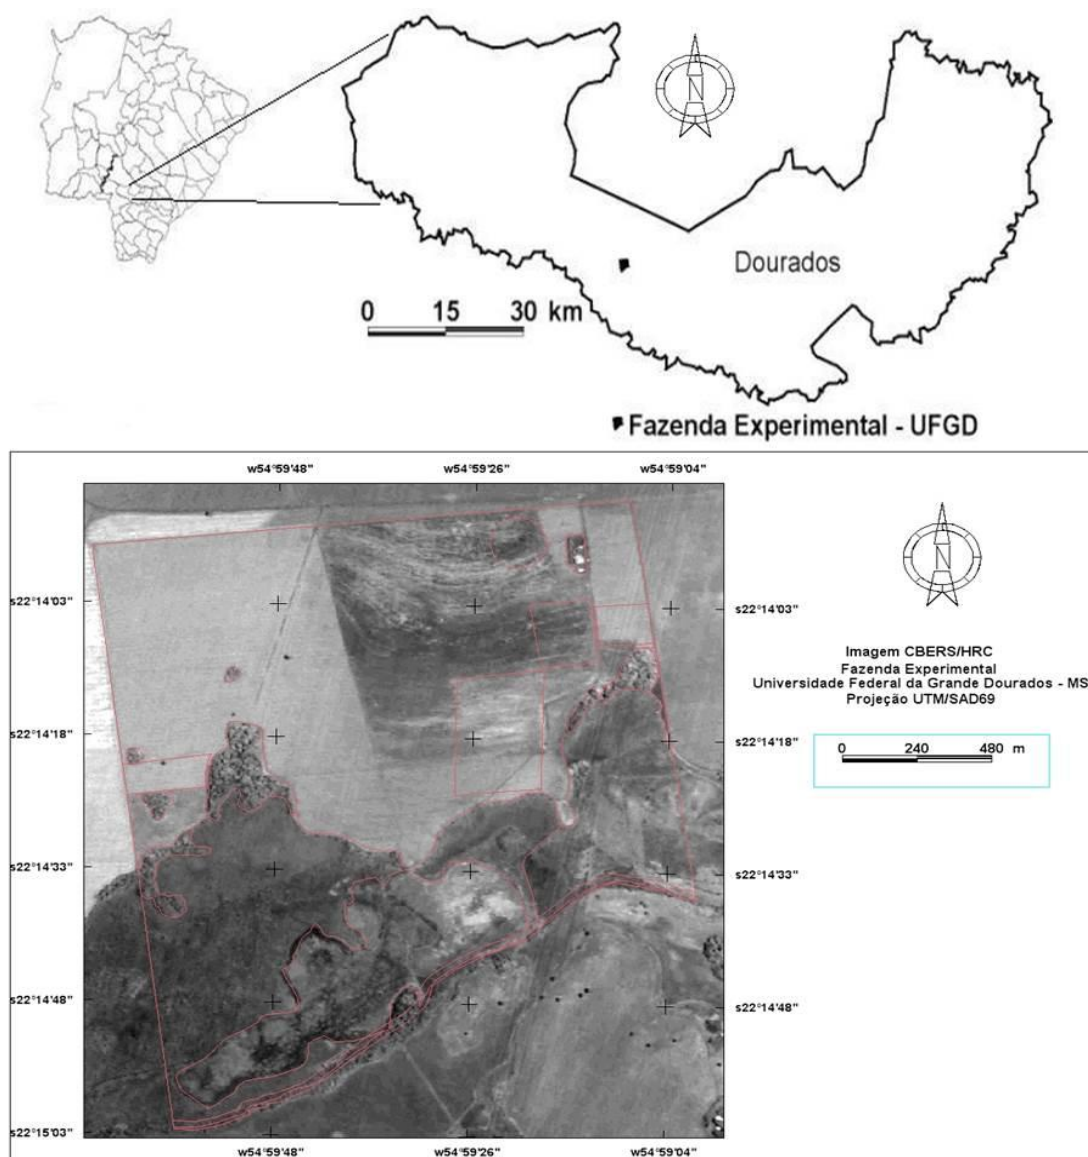 N
Dourados
0 15 30 km
Fazenda Experimental - UFGD
w54°59'48" w54°59'26" w54°59'04"
N
s22°14'03" s22°14'03"
Imagem CBERS/HRC
Fazenda Experimental
Universidade Federal da Grande Dourados - MS
Projeção UTM/SAD69
s22°14'18" s22°14'18"
0 240 480 m
s22°14'33" s22°14'33"
s22°14'48" s22°14'48"
s22°15'03"
w54°59'48" w54°59'26" w54°59'04"